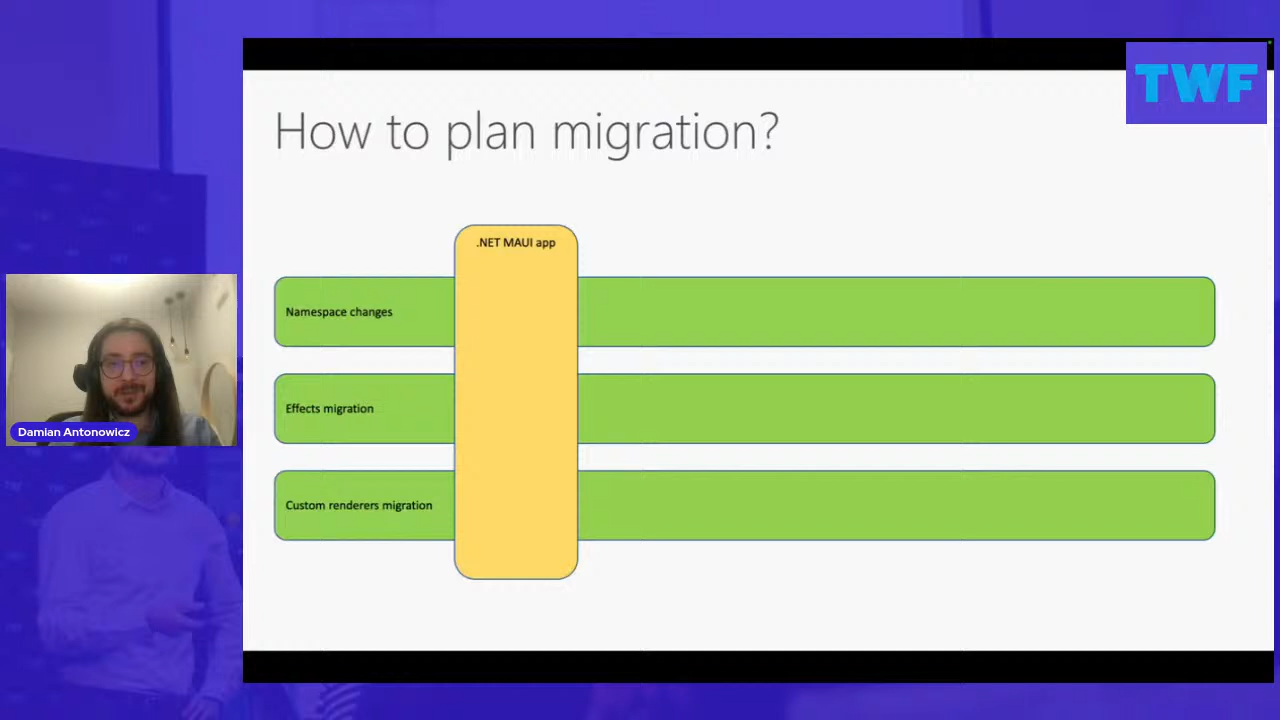 TWF
How to plan migration?
.NET MAUI app
Namespace changes
Effects migration
Custom renderers migration
Damian Antonowicz